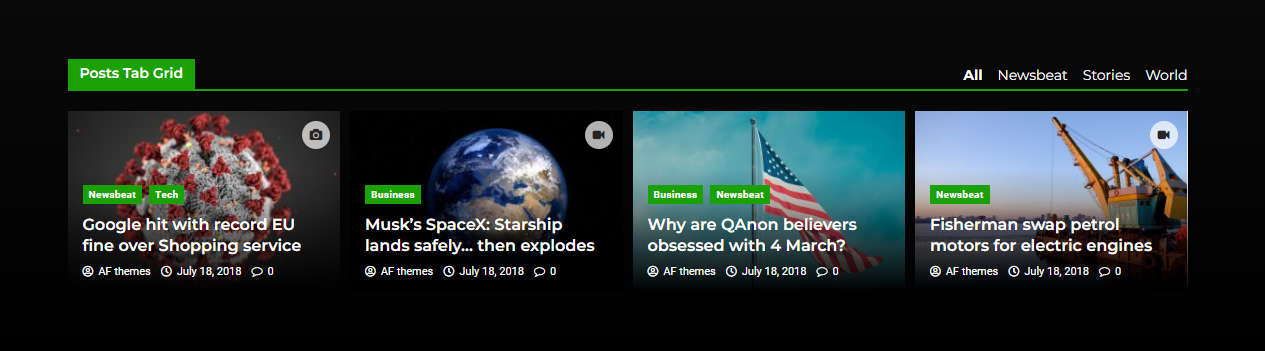 Posts Tab Grid
All Newsbeat Stories World
Newsbeat Tech
Google hit with record EU
fine over Shopping service
AF themes July 18, 2018 0
Business
Musk’s SpaceX: Starship
lands safely… then explodes
AF themes July 18, 2018 0
Business Newsbeat
Why are QAnon believers
obsessed with 4 March?
AF themes July 18, 2018 0
Newsbeat
Fisherman swap petrol
motors for electric engines
AF themes July 18, 2018 0